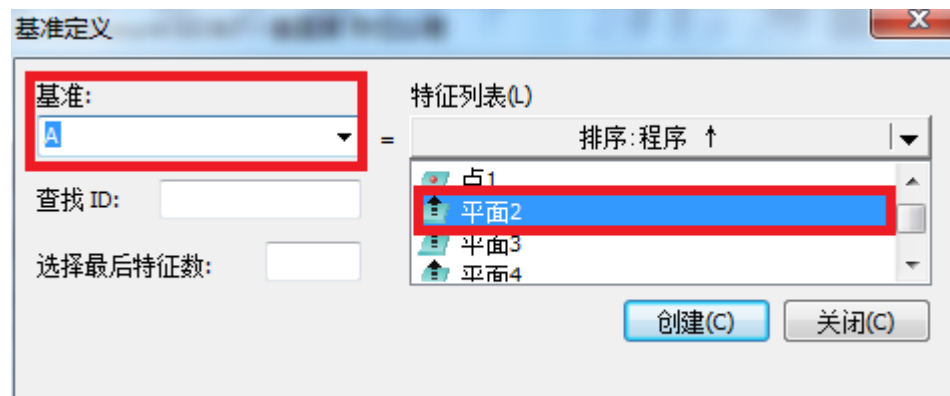 基准定义
基准:
A
=
特征列表(L)
排序:程序 ↑
点1
平面2
平面3
平面4
查找 ID:
选择最后特征数:
创建(C)
关闭(C)